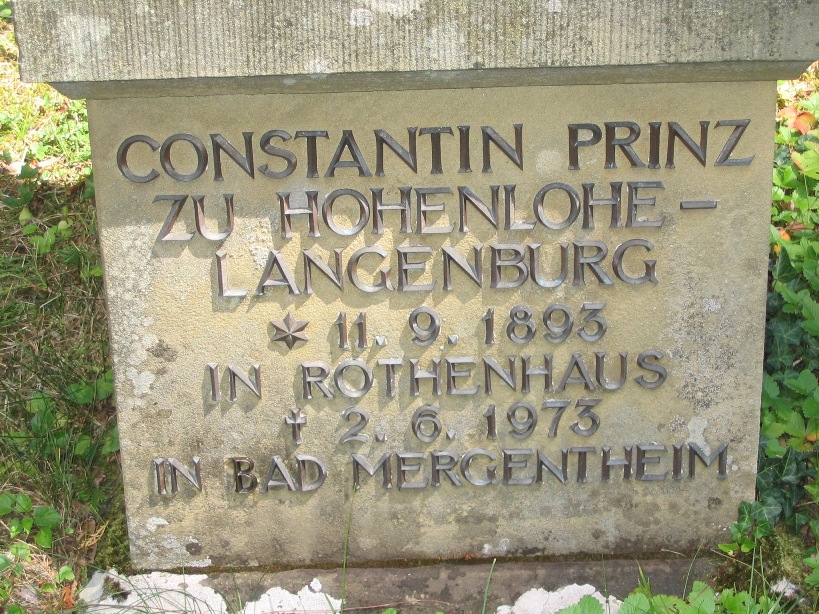 CONSTANTIN PRINZ
ZU HOHENLOHE-
LANGENBURG
* 11. 9. 1893
IN ROTHENHAUS
† 2. 6. 1973
IN BAD MERGENTHEIM